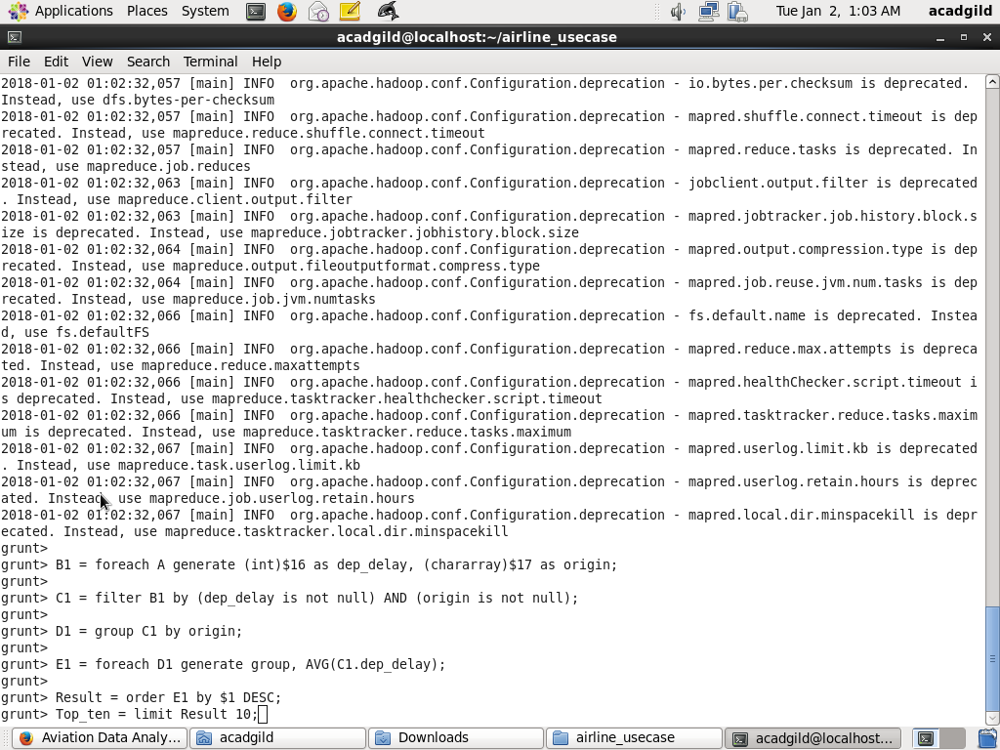 Applications Places System Tue Jan 2, 1:03 AM acadgild
acadgild@localhost:~/airline_usecase
File Edit View Search Terminal Help
2018-01-02 01:02:32,057 [main] INFO  org.apache.hadoop.conf.Configuration.deprecation - io.bytes.per.checksum is deprecated.
Instead, use dfs.bytes-per-checksum
2018-01-02 01:02:32,057 [main] INFO  org.apache.hadoop.conf.Configuration.deprecation - mapred.shuffle.connect.timeout is dep
recated. Instead, use mapreduce.reduce.shuffle.connect.timeout
2018-01-02 01:02:32,057 [main] INFO  org.apache.hadoop.conf.Configuration.deprecation - mapred.reduce.tasks is deprecated. In
stead, use mapreduce.job.reduces
2018-01-02 01:02:32,063 [main] INFO  org.apache.hadoop.conf.Configuration.deprecation - jobclient.output.filter is deprecated
. Instead, use mapreduce.client.output.filter
2018-01-02 01:02:32,063 [main] INFO  org.apache.hadoop.conf.Configuration.deprecation - mapred.jobtracker.job.history.block.s
ize is deprecated. Instead, use mapreduce.jobtracker.jobhistory.block.size
2018-01-02 01:02:32,064 [main] INFO  org.apache.hadoop.conf.Configuration.deprecation - mapred.output.compression.type is dep
recated. Instead, use mapreduce.output.fileoutputformat.compress.type
2018-01-02 01:02:32,064 [main] INFO  org.apache.hadoop.conf.Configuration.deprecation - mapred.job.reuse.jvm.num.tasks is dep
recated. Instead, use mapreduce.job.jvm.numtasks
2018-01-02 01:02:32,066 [main] INFO  org.apache.hadoop.conf.Configuration.deprecation - fs.default.name is deprecated. Instea
d, use fs.defaultFS
2018-01-02 01:02:32,066 [main] INFO  org.apache.hadoop.conf.Configuration.deprecation - mapred.reduce.max.attempts is depreca
ted. Instead, use mapreduce.reduce.maxattempts
2018-01-02 01:02:32,066 [main] INFO  org.apache.hadoop.conf.Configuration.deprecation - mapred.healthChecker.script.timeout i
s deprecated. Instead, use mapreduce.tasktracker.healthchecker.script.timeout
2018-01-02 01:02:32,066 [main] INFO  org.apache.hadoop.conf.Configuration.deprecation - mapred.tasktracker.reduce.tasks.maxim
um is deprecated. Instead, use mapreduce.tasktracker.reduce.tasks.maximum
2018-01-02 01:02:32,067 [main] INFO  org.apache.hadoop.conf.Configuration.deprecation - mapred.userlog.limit.kb is deprecated
. Instead, use mapreduce.task.userlog.limit.kb
2018-01-02 01:02:32,067 [main] INFO  org.apache.hadoop.conf.Configuration.deprecation - mapred.userlog.retain.hours is deprec
ated. Instead, use mapreduce.job.userlog.retain.hours
2018-01-02 01:02:32,067 [main] INFO  org.apache.hadoop.conf.Configuration.deprecation - mapred.local.dir.minspacekill is depr
ecated. Instead, use mapreduce.tasktracker.local.dir.minspacekill
grunt>
grunt> B1 = foreach A generate (int)$16 as dep_delay, (chararray)$17 as origin;
grunt>
grunt> C1 = filter B1 by (dep_delay is not null) AND (origin is not null);
grunt>
grunt> D1 = group C1 by origin;
grunt>
grunt> E1 = foreach D1 generate group, AVG(C1.dep_delay);
grunt>
grunt> Result = order E1 by $1 DESC;
grunt> Top_ten = limit Result 10;
Aviation Data Analy... acadgild Downloads airline_usecase acadgild@localhost...